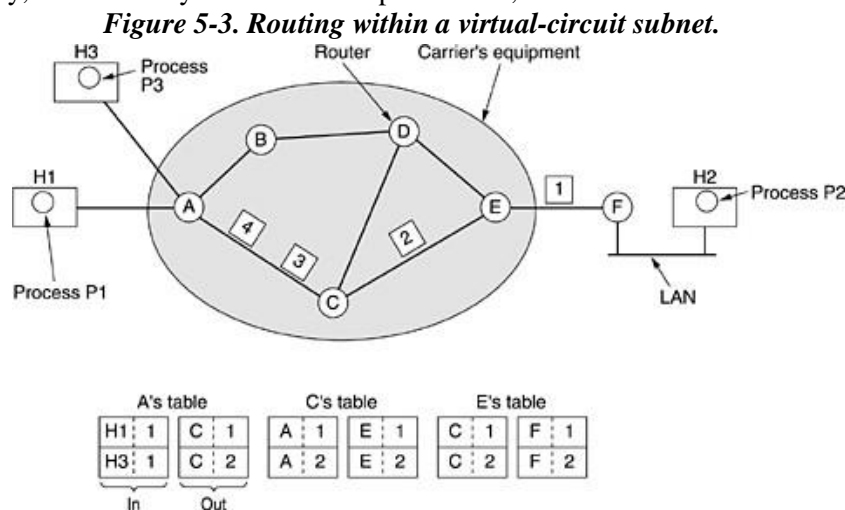 Figure 5-3. Routing within a virtual-circuit subnet.
H3
Process
P3
Router
Carrier's equipment
B
D
H1
A
4
3
C
2
E
1
F
H2
Process P2
Process P1
LAN
A's table
C's table
E's table
H1 1 C 1 A 1 E 1 C 1 F 1
H3 1 C 2 A 2 E 2 C 2 F 2
In
Out